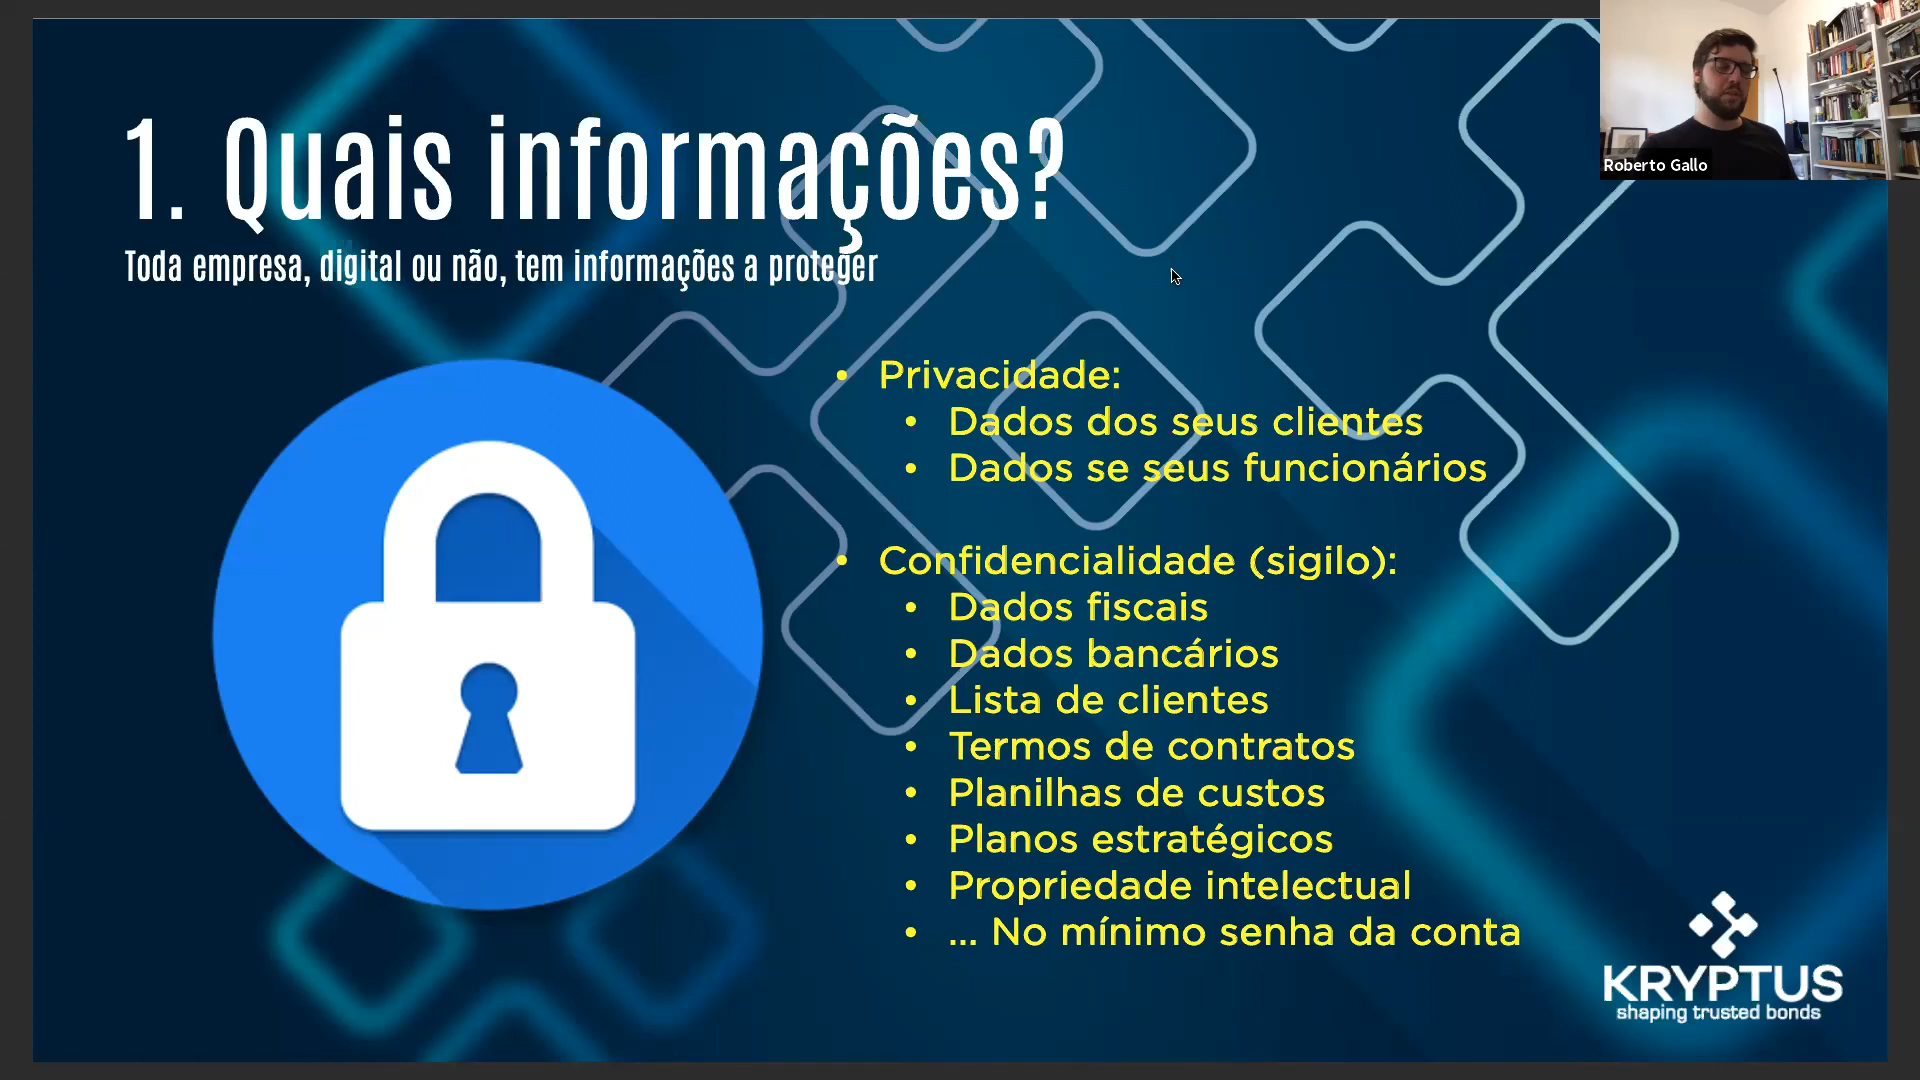 1. Quais informações?
Toda empresa, digital ou não, tem informações a proteger
• Privacidade:
• Dados dos seus clientes
• Dados se seus funcionários
• Confidencialidade (sigilo):
• Dados fiscais
• Dados bancários
• Lista de clientes
• Termos de contratos
• Planilhas de custos
• Planos estratégicos
• Propriedade intelectual
• ... No mínimo senha da conta
Roberto Gallo
KRYPTUS
shaping trusted bonds